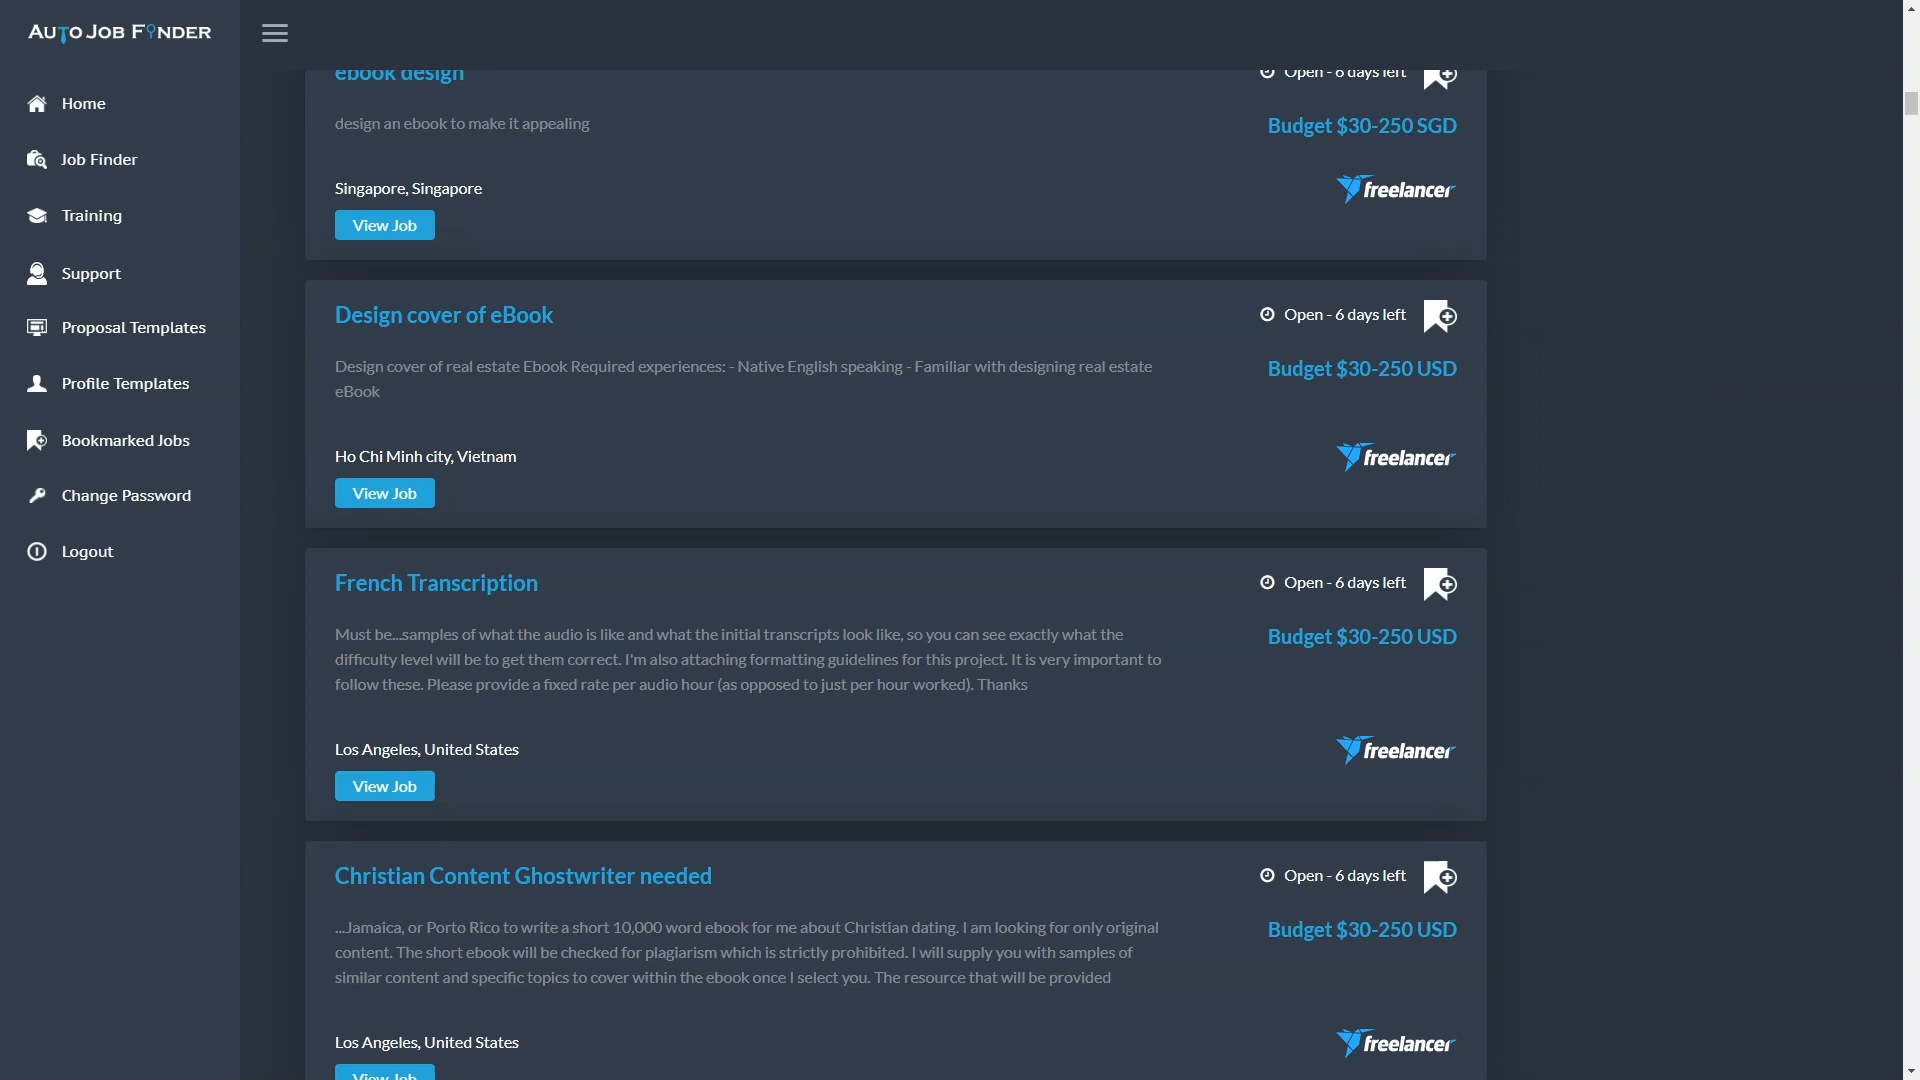 AUTO JOB FINDER
Home
Job Finder
Training
Support
Proposal Templates
Profile Templates
Bookmarked Jobs
Change Password
Logout
ebook design
Open - 6 days left
design an ebook to make it appealing
Budget $30-250 SGD
Singapore, Singapore
freelancer
View Job
Design cover of eBook
Open - 6 days left
Design cover of real estate Ebook Required experiences: - Native English speaking - Familiar with designing real estate
eBook
Budget $30-250 USD
Ho Chi Minh city, Vietnam
freelancer
View Job
French Transcription
Open - 6 days left
Must be...samples of what the audio is like and what the initial transcripts look like, so you can see exactly what the
difficulty level will be to get them correct. I'm also attaching formatting guidelines for this project. It is very important to
follow these. Please provide a fixed rate per audio hour (as opposed to just per hour worked). Thanks
Budget $30-250 USD
Los Angeles, United States
freelancer
View Job
Christian Content Ghostwriter needed
Open - 6 days left
...Jamaica, or Porto Rico to write a short 10,000 word ebook for me about Christian dating. I am looking for only original
content. The short ebook will be checked for plagiarism which is strictly prohibited. I will supply you with samples of
similar content and specific topics to cover within the ebook once I select you. The resource that will be provided
Budget $30-250 USD
Los Angeles, United States
freelancer
View Job